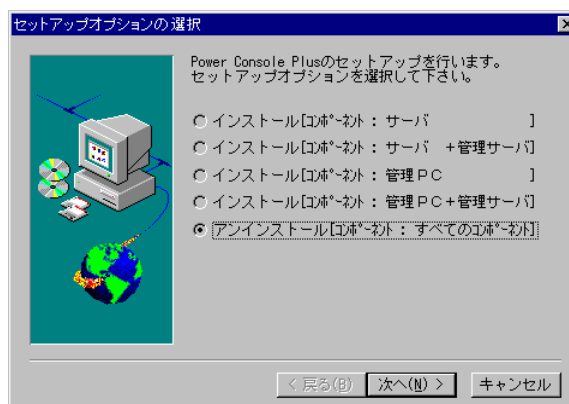 セットアップオプションの選択
Power Console Plusのセットアップを行います。
セットアップオプションを選択して下さい。
インストール[ｺﾝﾎﾟｰﾈﾝﾄ： サーバ　　　　　　]
インストール[ｺﾝﾎﾟｰﾈﾝﾄ： サーバ　+管理サーバ]
インストール[ｺﾝﾎﾟｰﾈﾝﾄ： 管理ＰＣ　　　　　]
インストール[ｺﾝﾎﾟｰﾈﾝﾄ： 管理ＰＣ+管理サーバ]
アンインストール[ｺﾝﾎﾟｰﾈﾝﾄ： すべてのｺﾝﾎﾟｰﾈﾝﾄ]
< 戻る(B) 次へ(N) > キャンセル